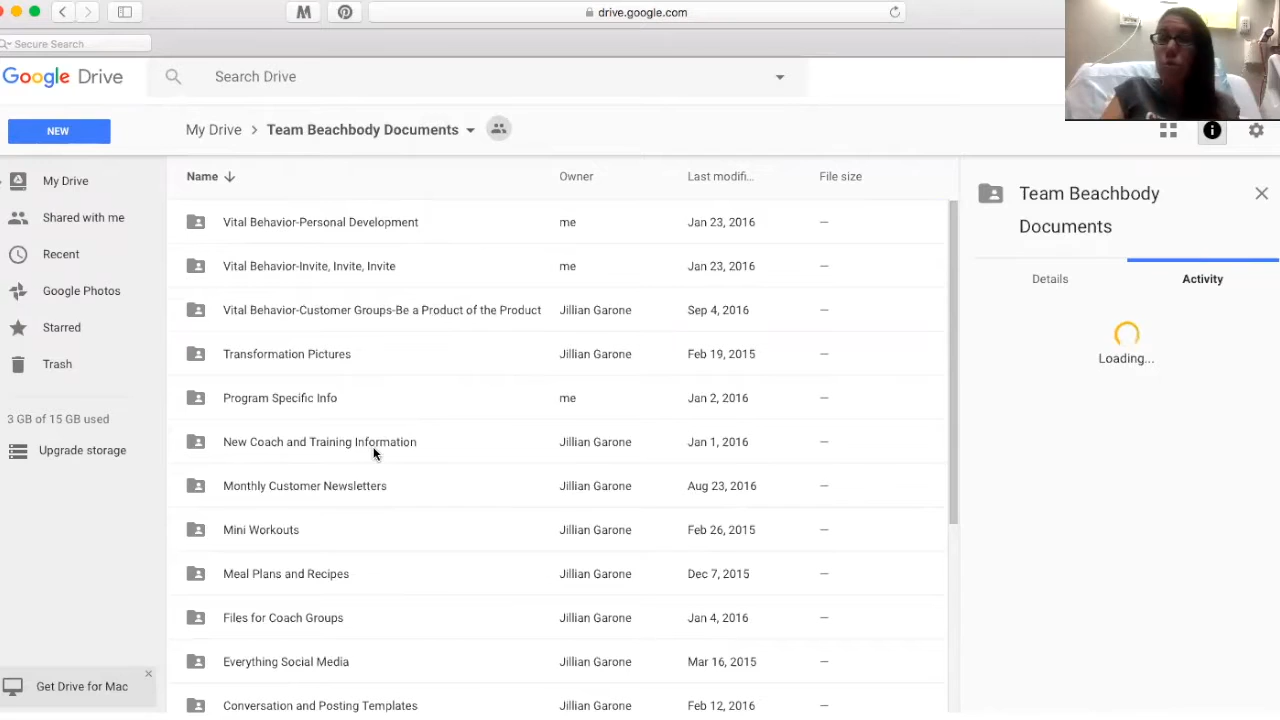 drive.google.com
Secure Search
Google Drive
Search Drive
NEW
My Drive > Team Beachbody Documents
My Drive
Shared with me
Recent
Google Photos
Starred
Trash
3 GB of 15 GB used
Upgrade storage
Get Drive for Mac
Name Owner Last modifi... File size
Vital Behavior-Personal Development me Jan 23, 2016 —
Vital Behavior-Invite, Invite, Invite me Jan 23, 2016 —
Vital Behavior-Customer Groups-Be a Product of the Product Jillian Garone Sep 4, 2016 —
Transformation Pictures Jillian Garone Feb 19, 2015 —
Program Specific Info me Jan 2, 2016 —
New Coach and Training Information Jillian Garone Jan 1, 2016 —
Monthly Customer Newsletters Jillian Garone Aug 23, 2016 —
Mini Workouts Jillian Garone Feb 26, 2015 —
Meal Plans and Recipes Jillian Garone Dec 7, 2015 —
Files for Coach Groups Jillian Garone Jan 4, 2016 —
Everything Social Media Jillian Garone Mar 16, 2015 —
Conversation and Posting Templates Jillian Garone Feb 12, 2016 —
Team Beachbody
Documents
Details Activity
Loading...